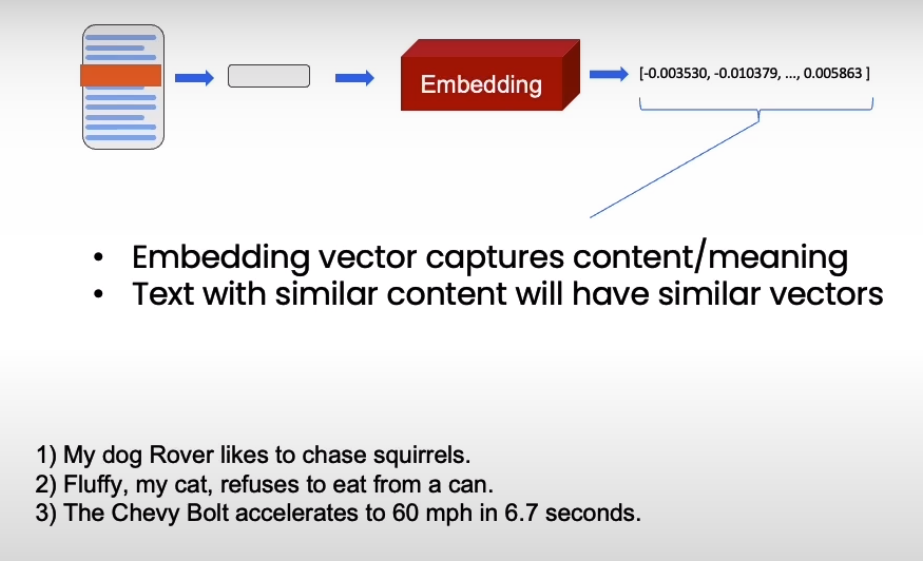 Embedding
[-0.003530, -0.010379, ..., 0.005863 ]
• Embedding vector captures content/meaning
• Text with similar content will have similar vectors
1) My dog Rover likes to chase squirrels.
2) Fluffy, my cat, refuses to eat from a can.
3) The Chevy Bolt accelerates to 60 mph in 6.7 seconds.